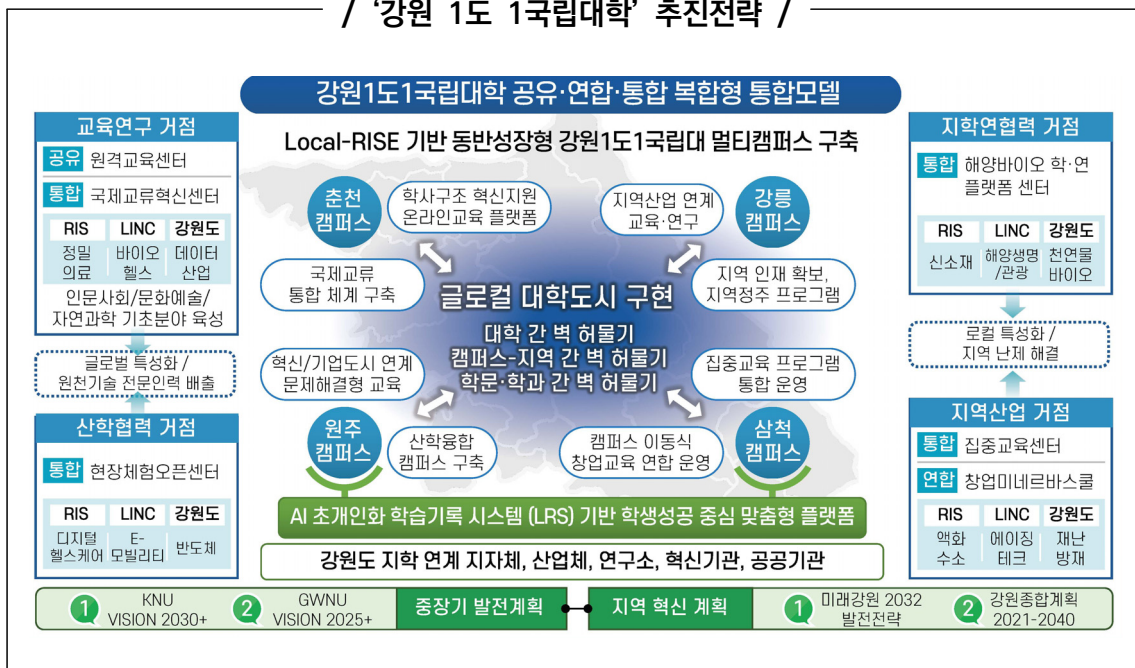 / ‘강원 1도 1국립대학’ 추진전략 /
강원1도1국립대학 공유·연합·통합 복합형 통합모델
Local-RISE 기반 동반성장형 강원1도1국립대 멀티캠퍼스 구축
교육연구 거점
공유 원격교육센터
통합 국제교류혁신센터
RIS LINC 강원도
정밀 바이오 데이터
의료 헬스 산업
인문사회/문화예술/
자연과학 기초분야 육성
글로벌 특성화 /
원천기술 전문인력 배출
산학협력 거점
통합 현장체험오픈센터
RIS LINC 강원도
디지털 E- 반도체
헬스케어 모빌리티
춘천
캠퍼스
학사구조 혁신지원
온라인교육 플랫폼
국제교류
통합 체계 구축
지역산업 연계
교육·연구
강릉
캠퍼스
지역 인재 확보,
지역정주 프로그램
글로컬 대학도시 구현
대학 간 벽 허물기
캠퍼스-지역 간 벽 허물기
학문·학과 간 벽 허물기
혁신/기업도시 연계
문제해결형 교육
원주
캠퍼스
산학융합
캠퍼스 구축
집중교육 프로그램
통합 운영
캠퍼스 이동식
창업교육 연합 운영
삼척
캠퍼스
지학연협력 거점
통합 해양바이오 학·연
플랫폼 센터
RIS LINC 강원도
신소재 해양생명 천연물
/관광 바이오
로컬 특성화 /
지역 난제 해결
지역산업 거점
통합 집중교육센터
연합 창업미네르바스쿨
RIS LINC 강원도
액화 에이징 재난
수소 테크 방재
AI 초개인화 학습기록 시스템 (LRS) 기반 학생성공 중심 맞춤형 플랫폼
강원도 지학 연계 지자체, 산업체, 연구소, 혁신기관, 공공기관
1 KNU
VISION 2030+
2 GWNU
VISION 2025+
중장기 발전계획
지역 혁신 계획
1 미래강원 2032
발전전략
2 강원종합계획
2021-2040